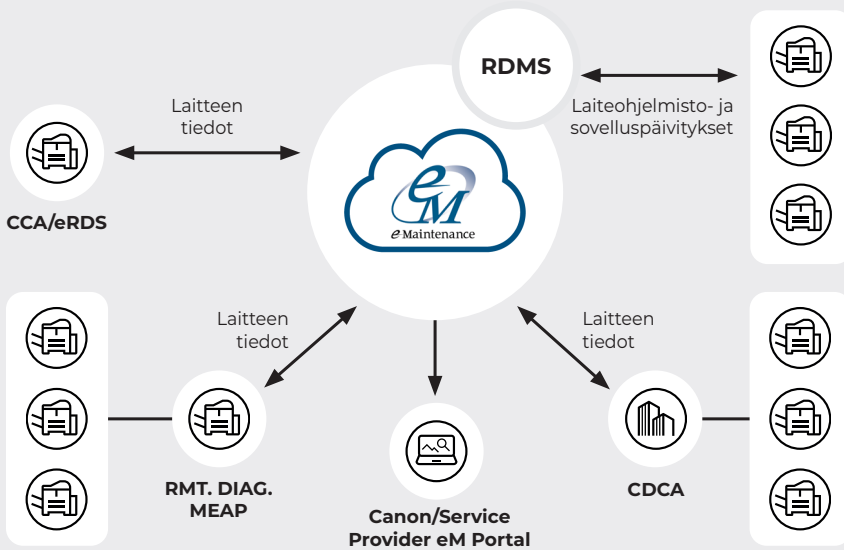 RDMS
Laitteen
tiedot
Laiteohjelmisto- ja
sovelluspäivitykset
CCA/eRDS
eM
e Maintenance
Laitteen
tiedot
Laitteen
tiedot
RMT. DIAG.
MEAP
Canon/Service
Provider eM Portal
CDCA